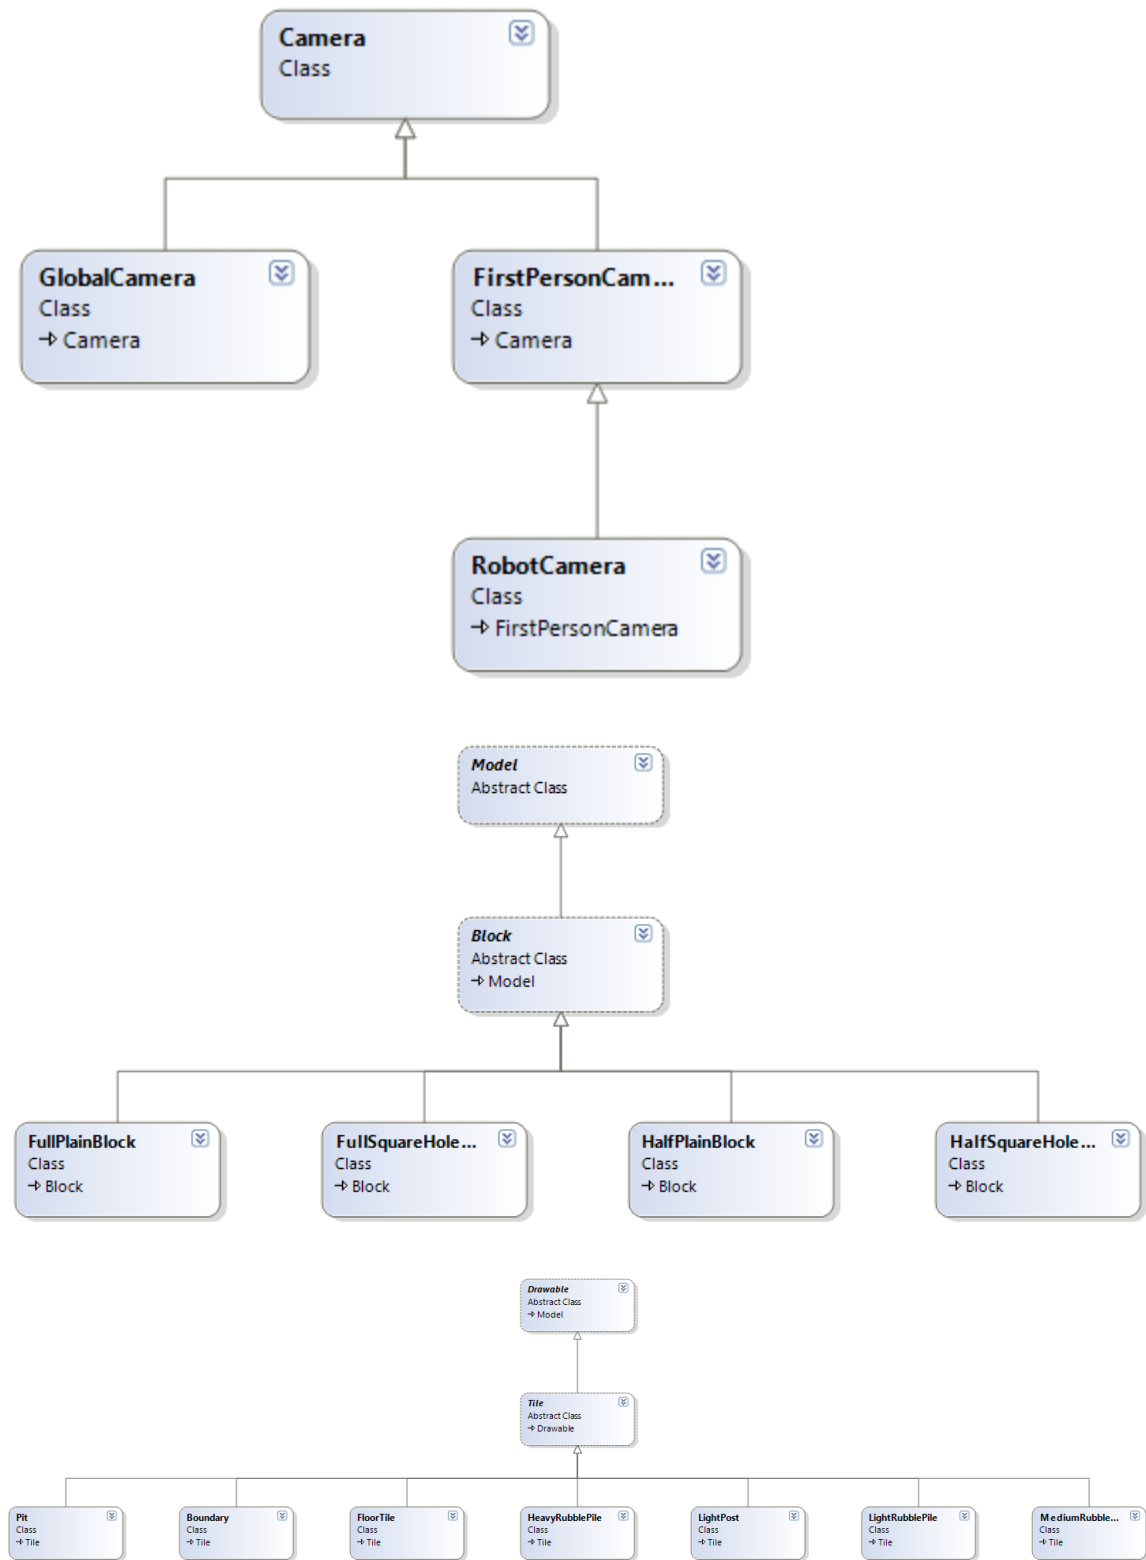 Camera
Class
GlobalCamera
Class
Camera
FirstPersonCam...
Class
Camera
RobotCamera
Class
FirstPersonCamera
Model
Abstract Class
Block
Abstract Class
Model
FullPlainBlock
Class
Block
FullSquareHole...
Class
Block
HalfPlainBlock
Class
Block
HalfSquareHole...
Class
Block
Drawable
Abstract Class
Model
Tile
Abstract Class
Drawable
Pit
Class
Tile
Boundary
Class
Tile
FloorTile
Class
Tile
HeavyRubblePile
Class
Tile
LightPost
Class
Tile
LightRubblePile
Class
Tile
MediumRubble...
Class
Tile